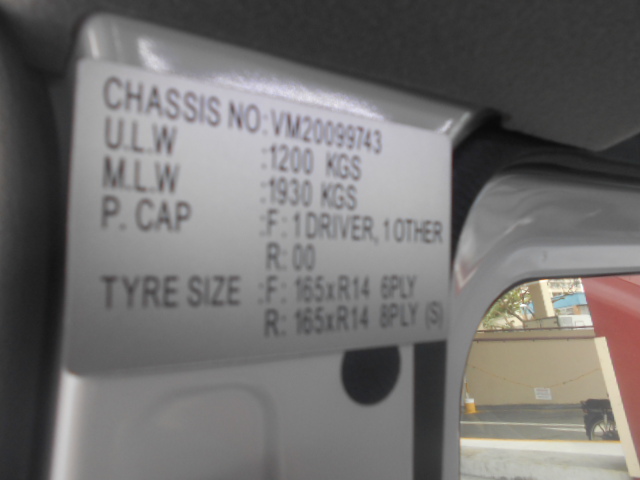 CHASSIS NO:VM20099743
U.L.W :1200 KGS
M.L.W :1930 KGS
P. CAP :F: 1 DRIVER, 1 OTHER
R: 00
TYRE SIZE :F: 165xR14 6PLY
R: 165xR14 8PLY (S)